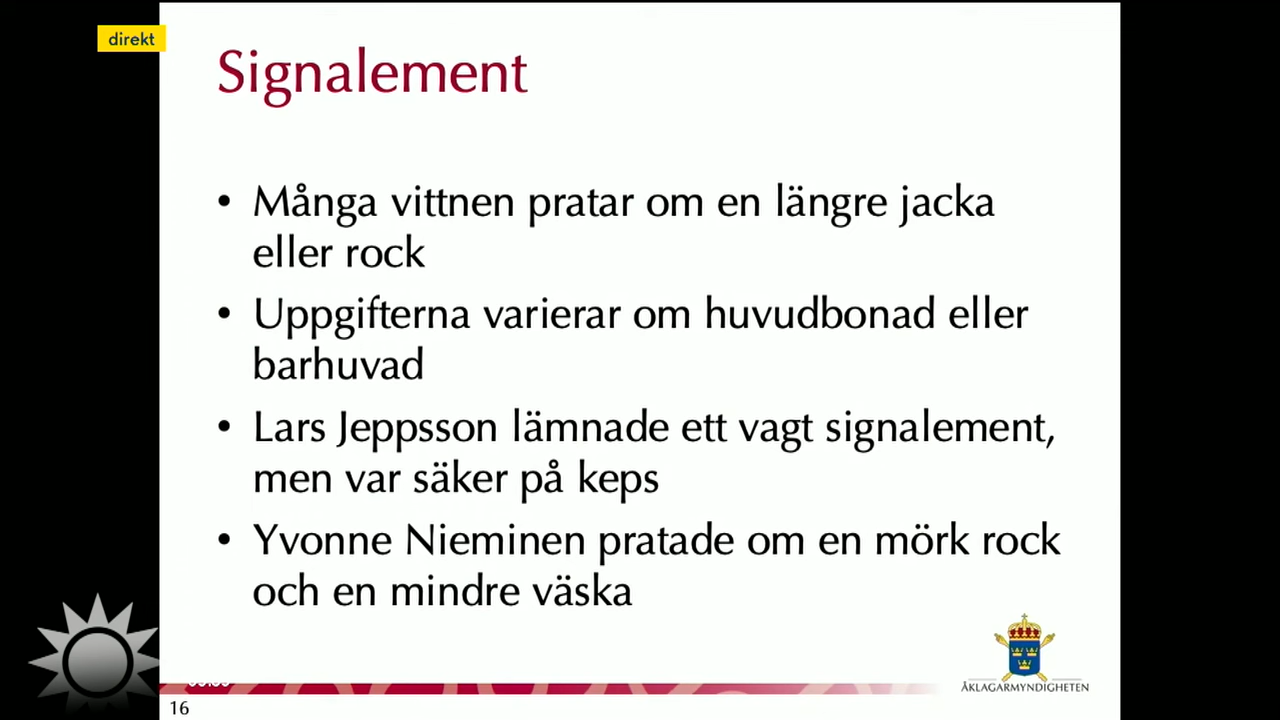 direkt
Signalement
• Många vittnen pratar om en längre jacka
eller rock
• Uppgifterna varierar om huvudbonad eller
barhuvad
• Lars Jeppsson lämnade ett vagt signalement,
men var säker på keps
• Yvonne Nieminen pratade om en mörk rock
och en mindre väska
ÅKLAGARMYNDIGHETEN
16